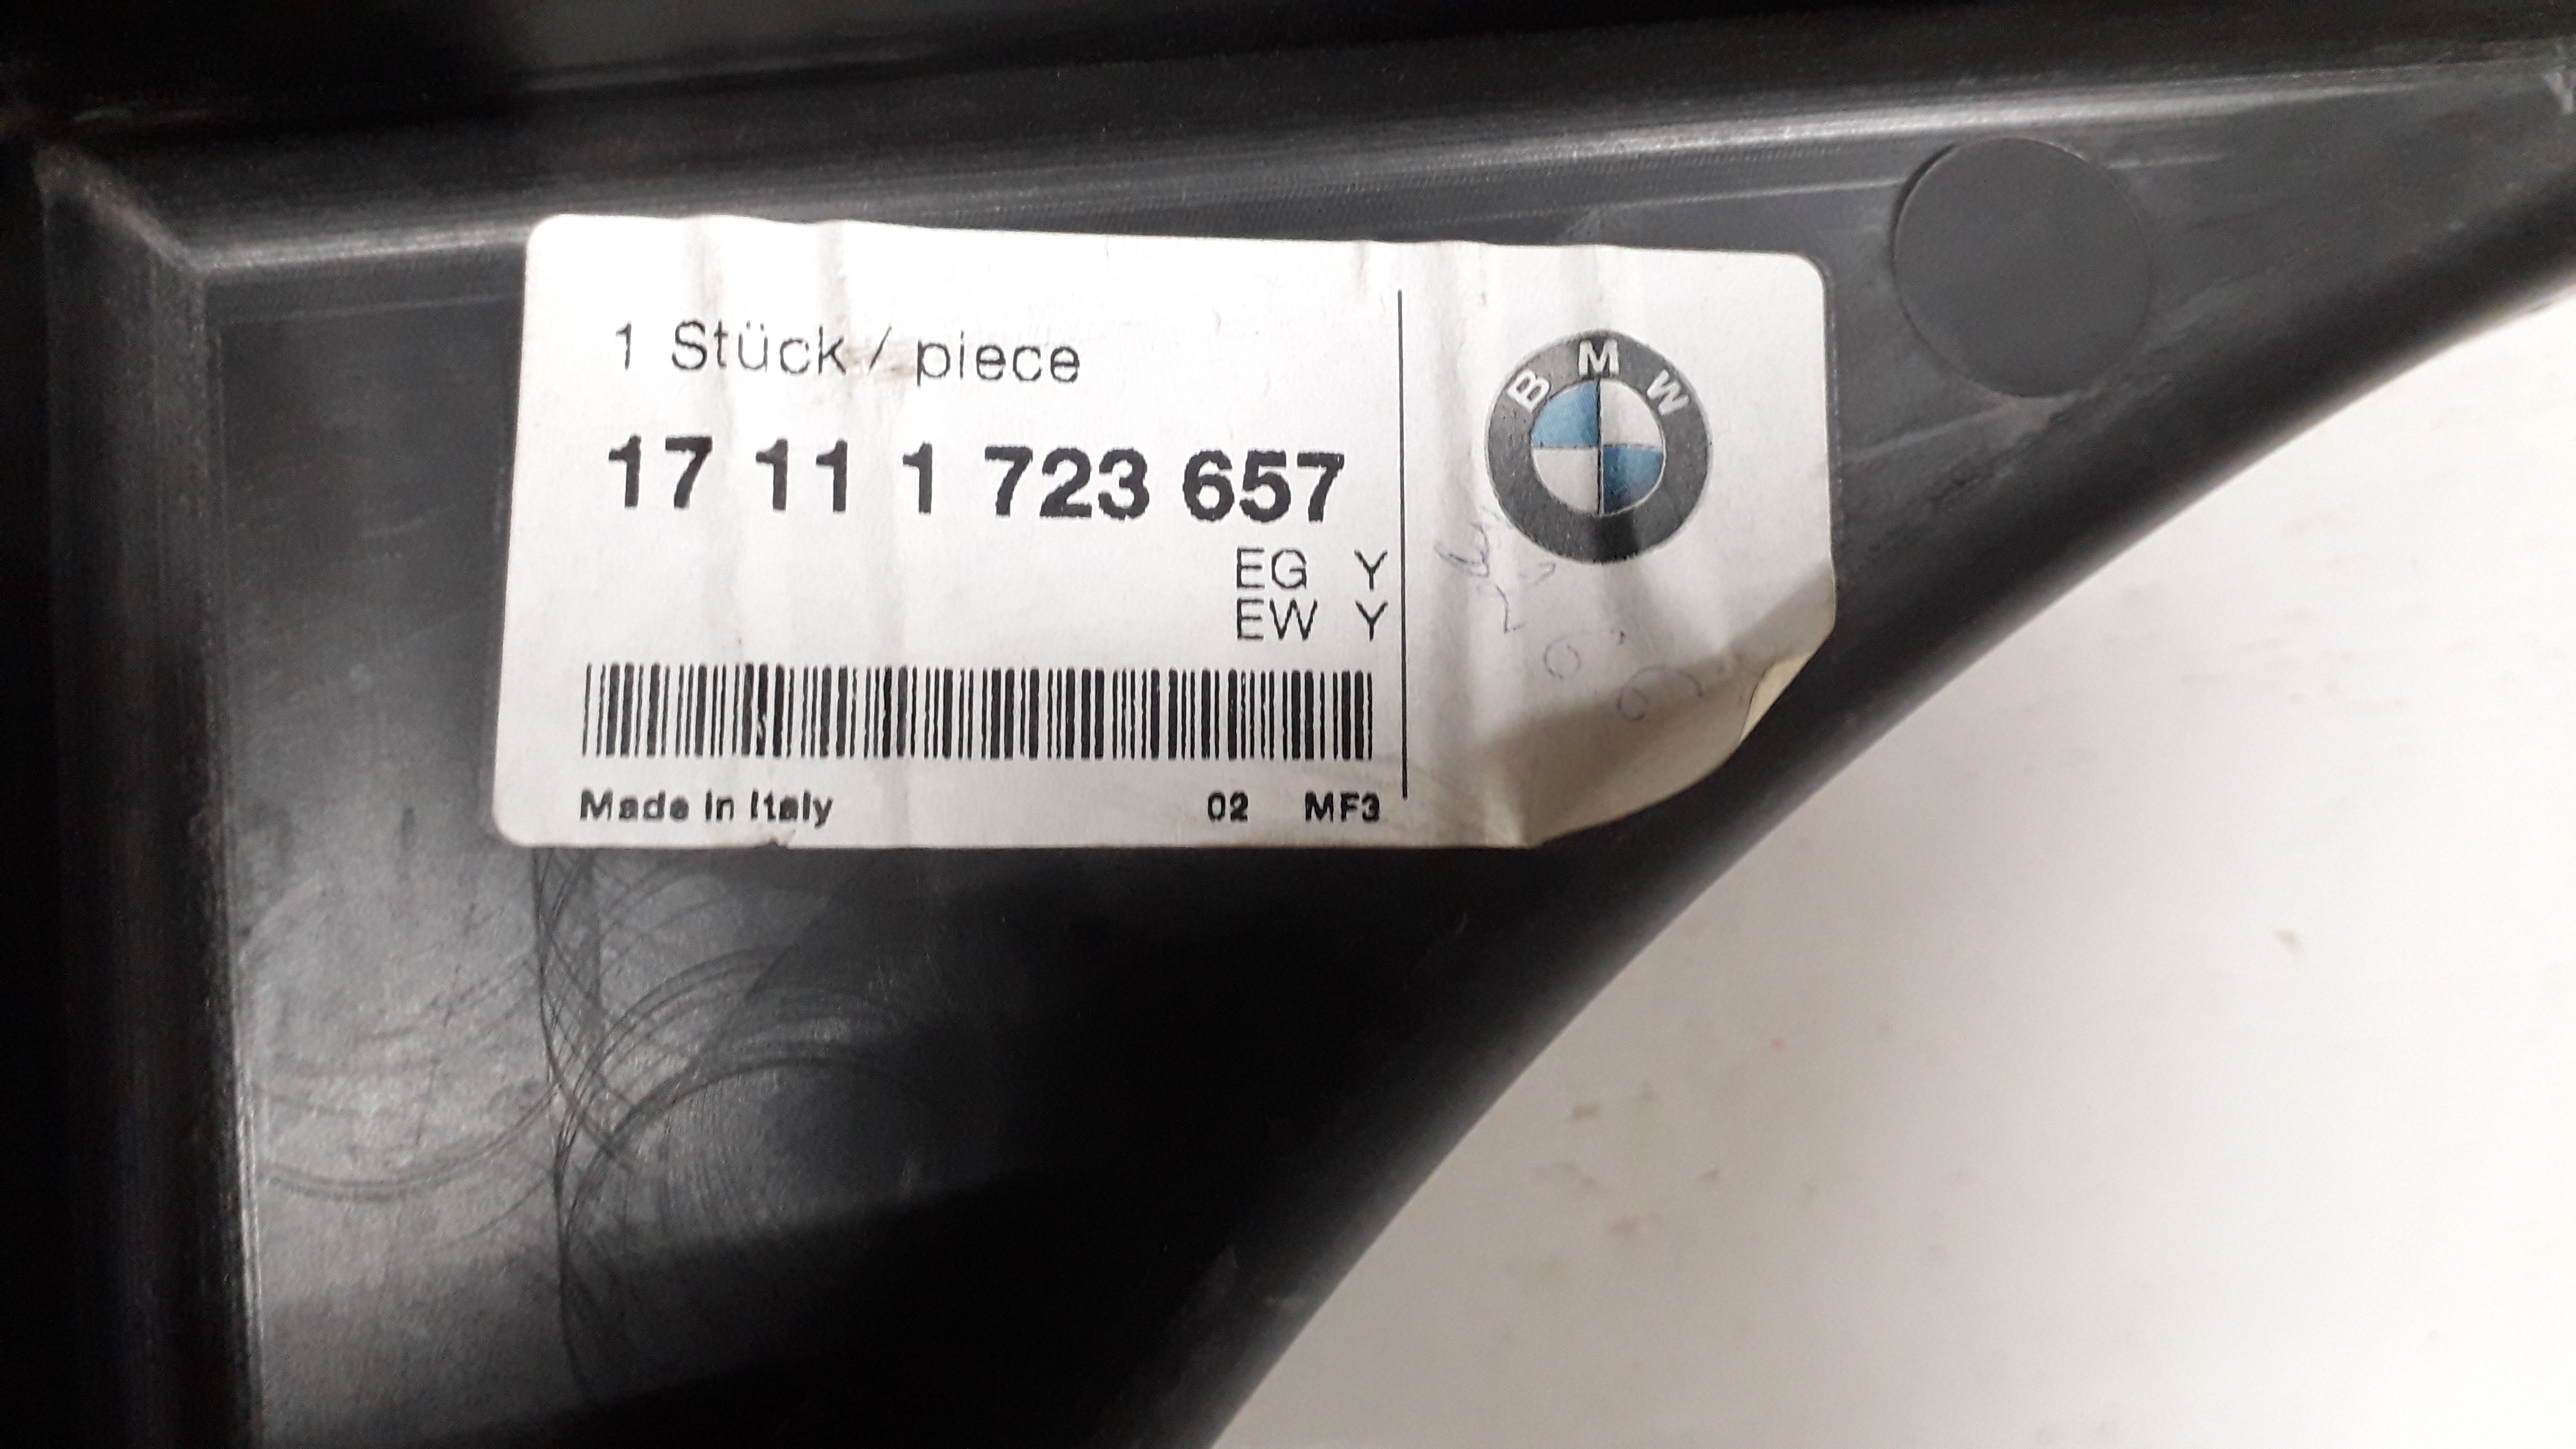 1 Stück / piece
17 11 1 723 657
EG Y
EW Y
Made in Italy 02 MF3
BMW